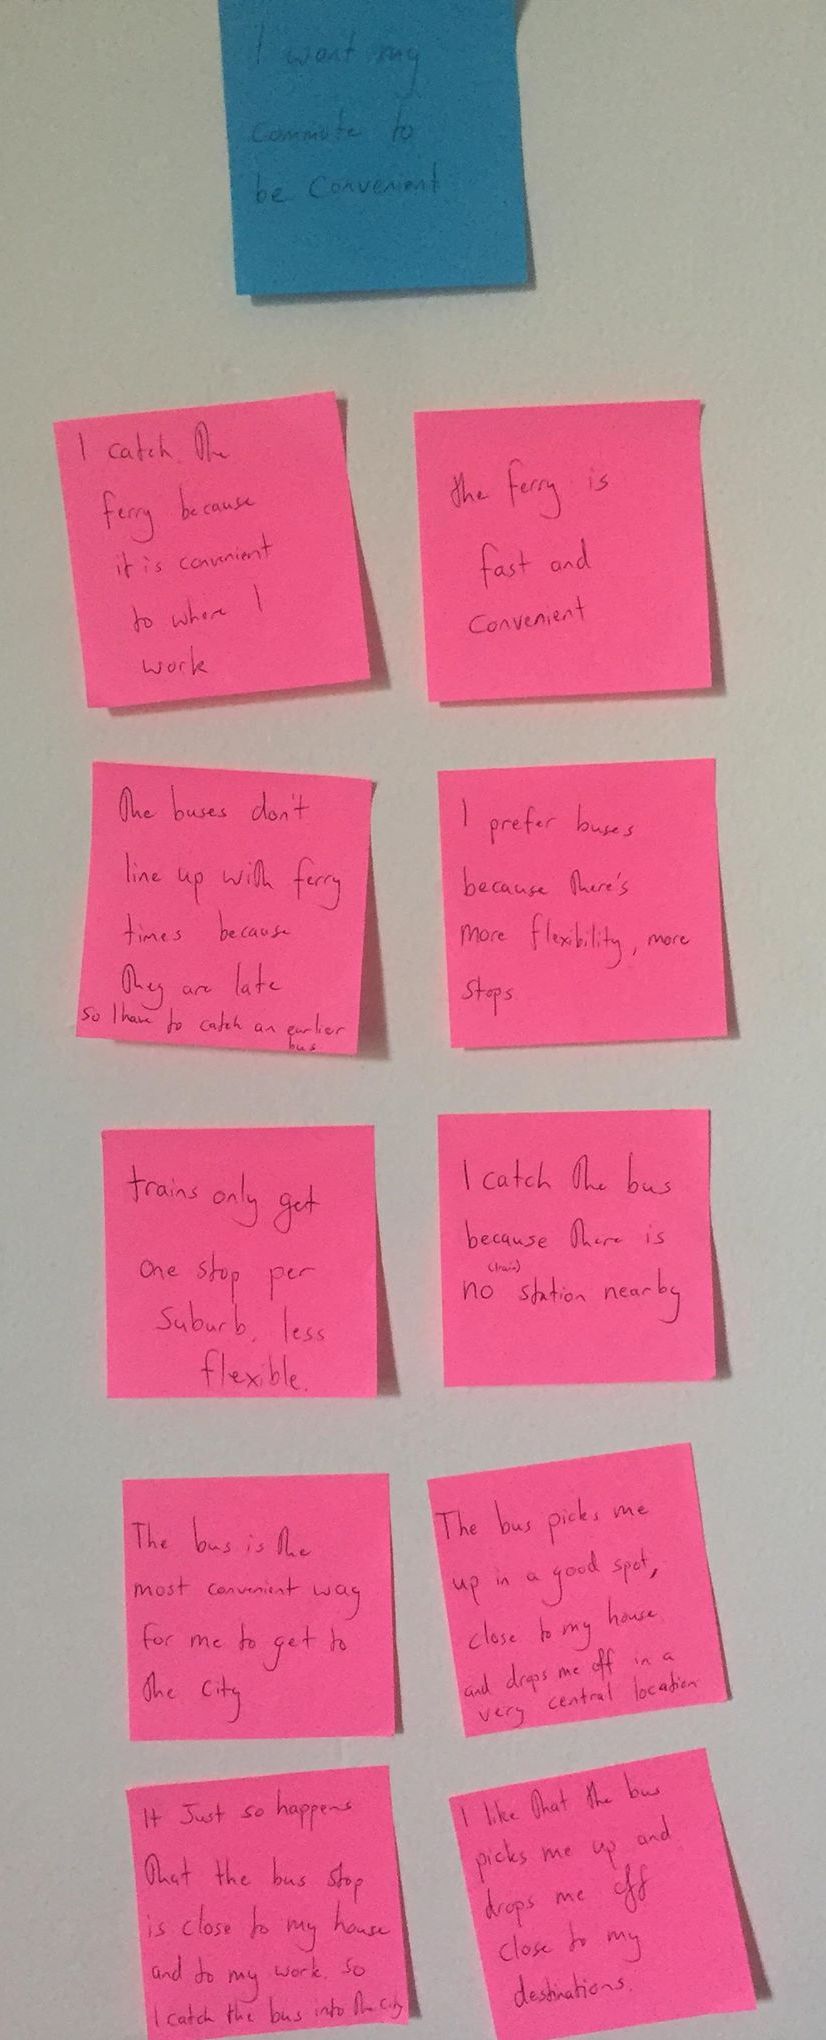 I want my
commute to
be convenient
I catch the
ferry because
it is convenient
to where I
work
the ferry is
fast and
convenient
The buses don't
line up with ferry
times because
they are late
so I have to catch an earlier
bus
I prefer buses
because there's
more flexibility, more
stops
trains only get
one stop per
suburb, less
flexible.
I catch the bus
because there is
(train)
no station nearby
The bus is the
most convenient way
for me to get to
the city
The bus picks me
up in a good spot,
close to my house
and drops me off in a
very central location
It Just so happens
that the bus stop
is close to my house
and to my work. so
I catch the bus into the city
I like that the bus
picks me up and
drops me off
close to my
destinations.